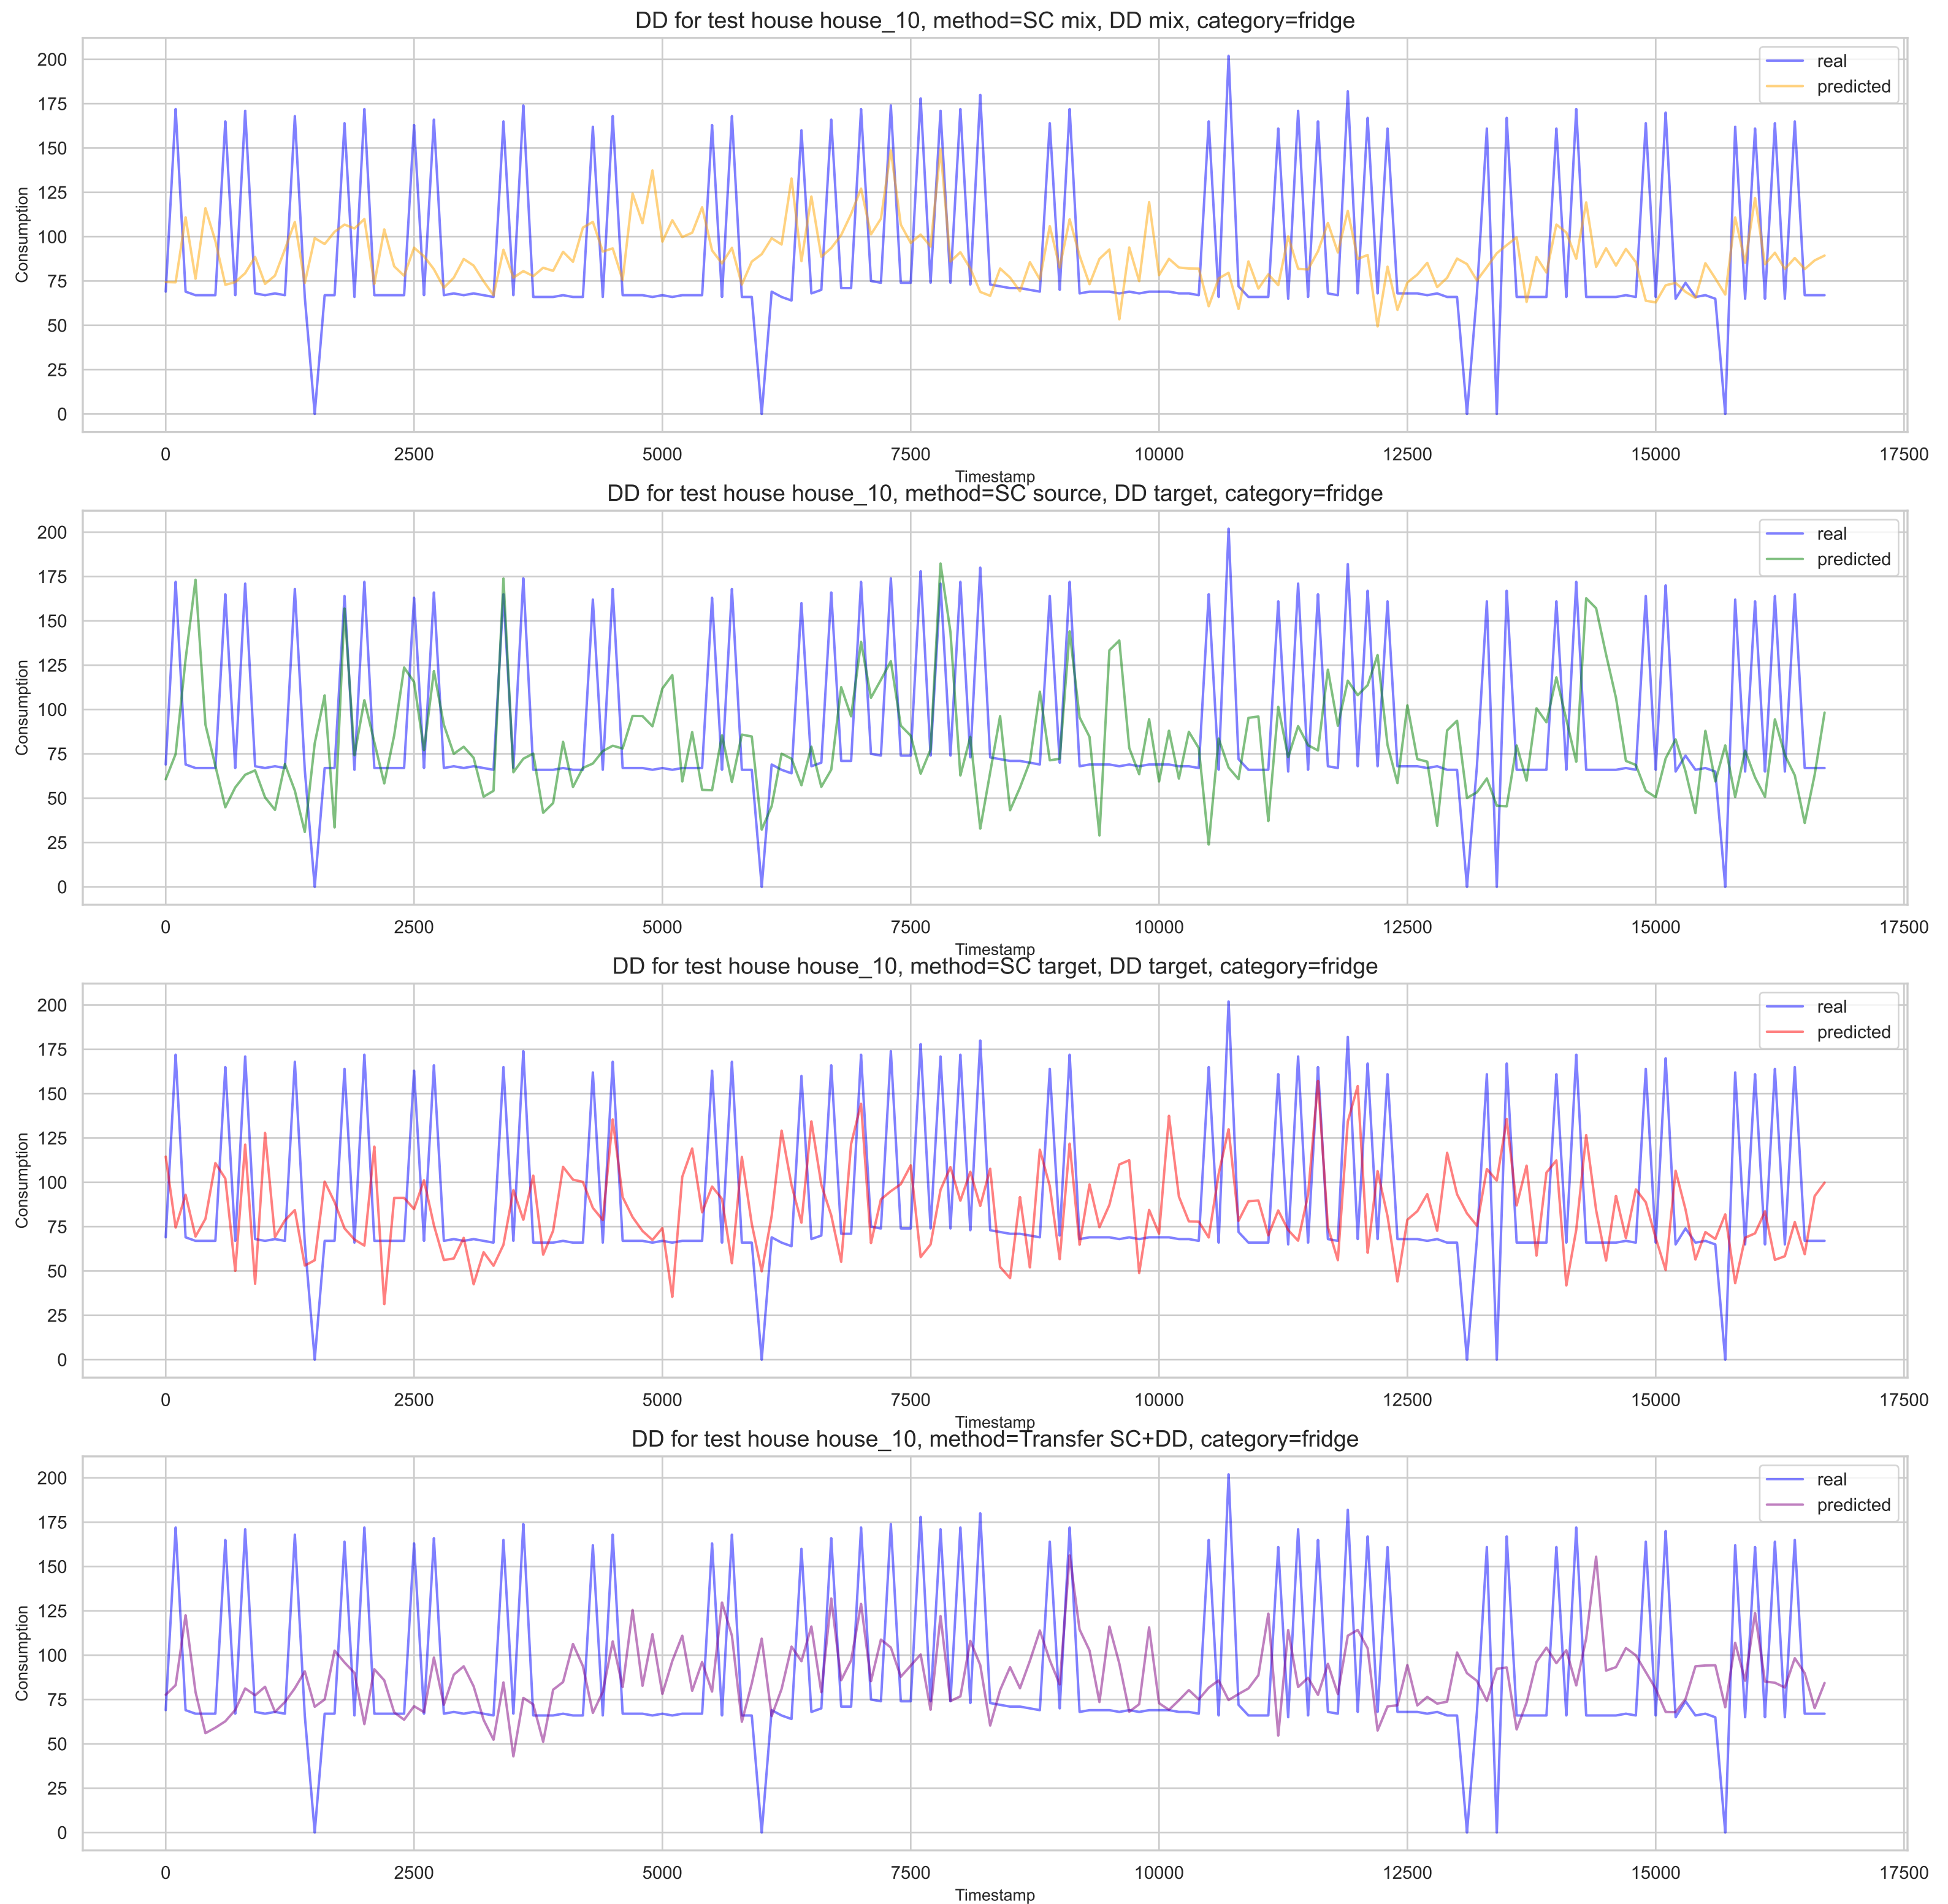 DD for test house house_10, method=SC mix, DD mix, category=fridge
200
175
150
125
100
75
50
25
0
Consumption
real
predicted
0 2500 5000 7500 10000 12500 15000 17500
Timestamp
DD for test house house_10, method=SC source, DD target, category=fridge
200
175
150
125
100
75
50
25
0
Consumption
real
predicted
0 2500 5000 7500 10000 12500 15000 17500
Timestamp
DD for test house house_10, method=SC target, DD target, category=fridge
200
175
150
125
100
75
50
25
0
Consumption
real
predicted
0 2500 5000 7500 10000 12500 15000 17500
Timestamp
DD for test house house_10, method=Transfer SC+DD, category=fridge
200
175
150
125
100
75
50
25
0
Consumption
real
predicted
0 2500 5000 7500 10000 12500 15000 17500
Timestamp